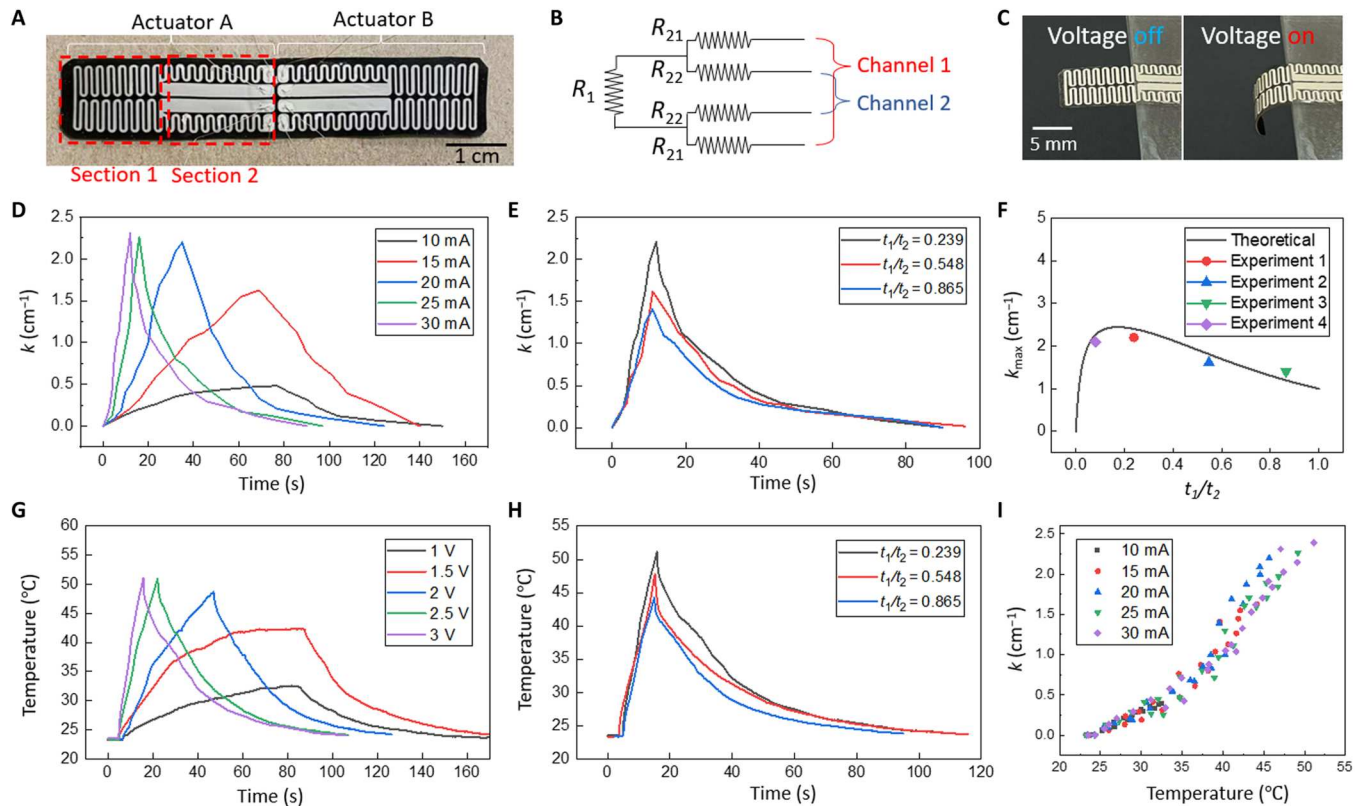 A
Actuator A
Actuator B
Section 1
Section 2
1 cm
B
R21
R22
R1
R22
R21
Channel 1
Channel 2
C
Voltage off
Voltage on
5 mm
D
k (cm⁻¹)
2.5
2.0
1.5
1.0
0.5
0.0
10 mA
15 mA
20 mA
25 mA
30 mA
0 20 40 60 80 100 120 140 160
Time (s)
E
k (cm⁻¹)
2.5
2.0
1.5
1.0
0.5
0.0
t1/t2 = 0.239
t1/t2 = 0.548
t1/t2 = 0.865
0 20 40 60 80 100
Time (s)
F
kmax (cm⁻¹)
5
4
3
2
1
0
Theoretical
Experiment 1
Experiment 2
Experiment 3
Experiment 4
0.0 0.2 0.4 0.6 0.8 1.0
t1/t2
G
Temperature (°C)
60
55
50
45
40
35
30
25
20
1 V
1.5 V
2 V
2.5 V
3 V
0 20 40 60 80 100 120 140 160
Time (s)
H
Temperature (°C)
55
50
45
40
35
30
25
20
t1/t2 = 0.239
t1/t2 = 0.548
t1/t2 = 0.865
0 20 40 60 80 100 120
Time (s)
I
k (cm⁻¹)
2.5
2.0
1.5
1.0
0.5
0.0
10 mA
15 mA
20 mA
25 mA
30 mA
20 25 30 35 40 45 50 55
Temperature (°C)